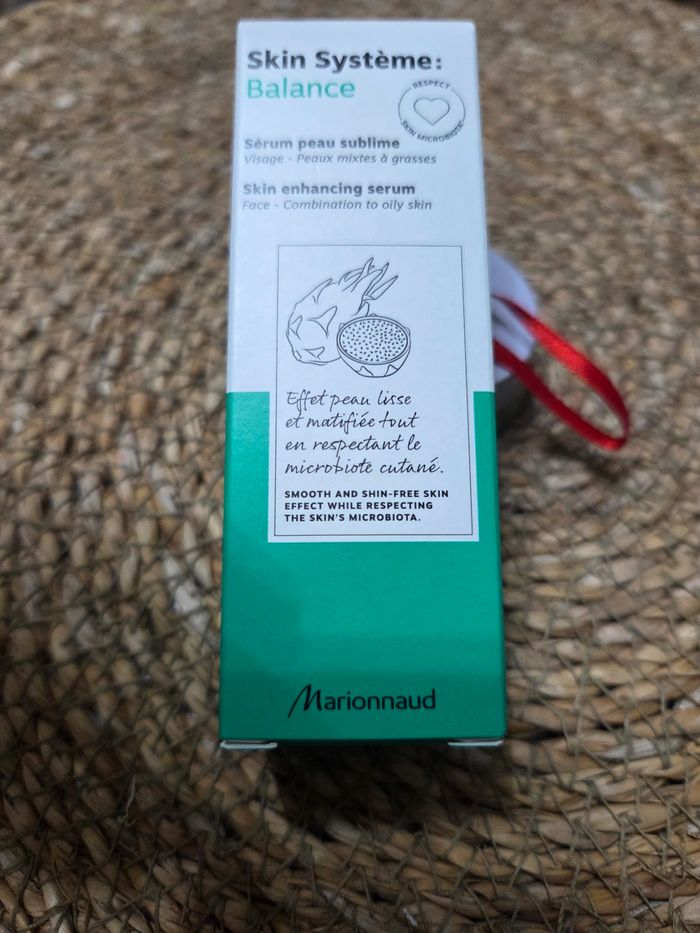 Skin Système:
Balance
RESPECT
SKIN MICROBIOTA
Sérum peau sublime
Visage - Peaux mixtes à grasses
Skin enhancing serum
Face - Combination to oily skin
Effet peau lisse
et matifiée tout
en respectant le
microbiote cutané.
SMOOTH AND SHIN-FREE SKIN
EFFECT WHILE RESPECTING
THE SKIN'S MICROBIOTA.
Marionnaud